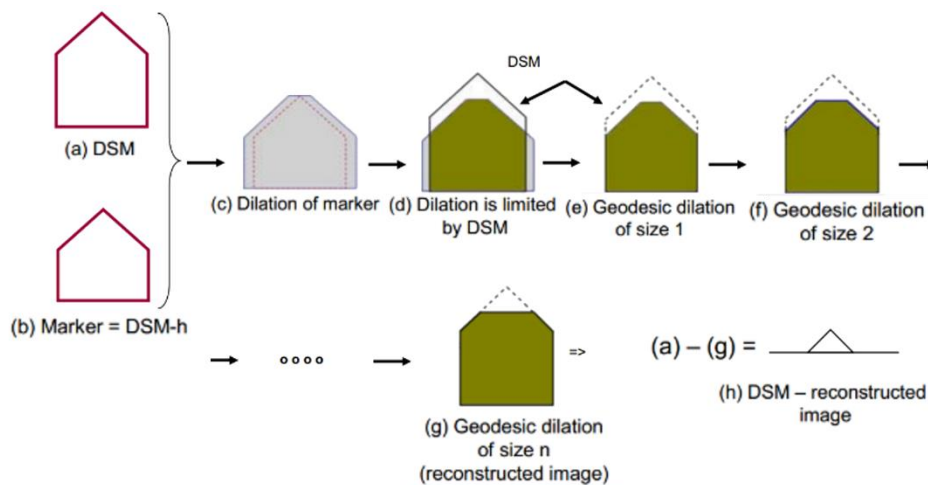 DSM
(a) DSM
(c) Dilation of marker
(d) Dilation is limited
by DSM
(e) Geodesic dilation
of size 1
(f) Geodesic dilation
of size 2
(b) Marker = DSM-h
o o o o
=>
(a) – (g) =
(g) Geodesic dilation
of size n
(reconstructed image)
(h) DSM – reconstructed
image